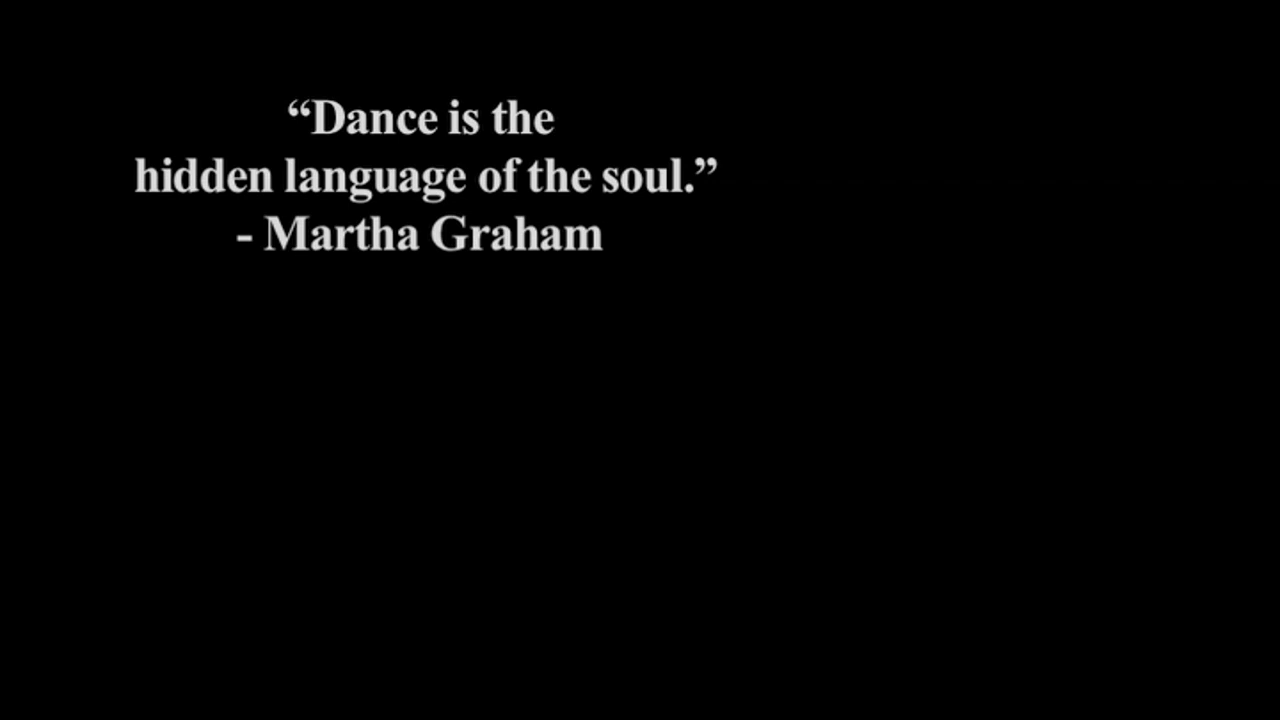 “Dance is the
hidden language of the soul.”
- Martha Graham